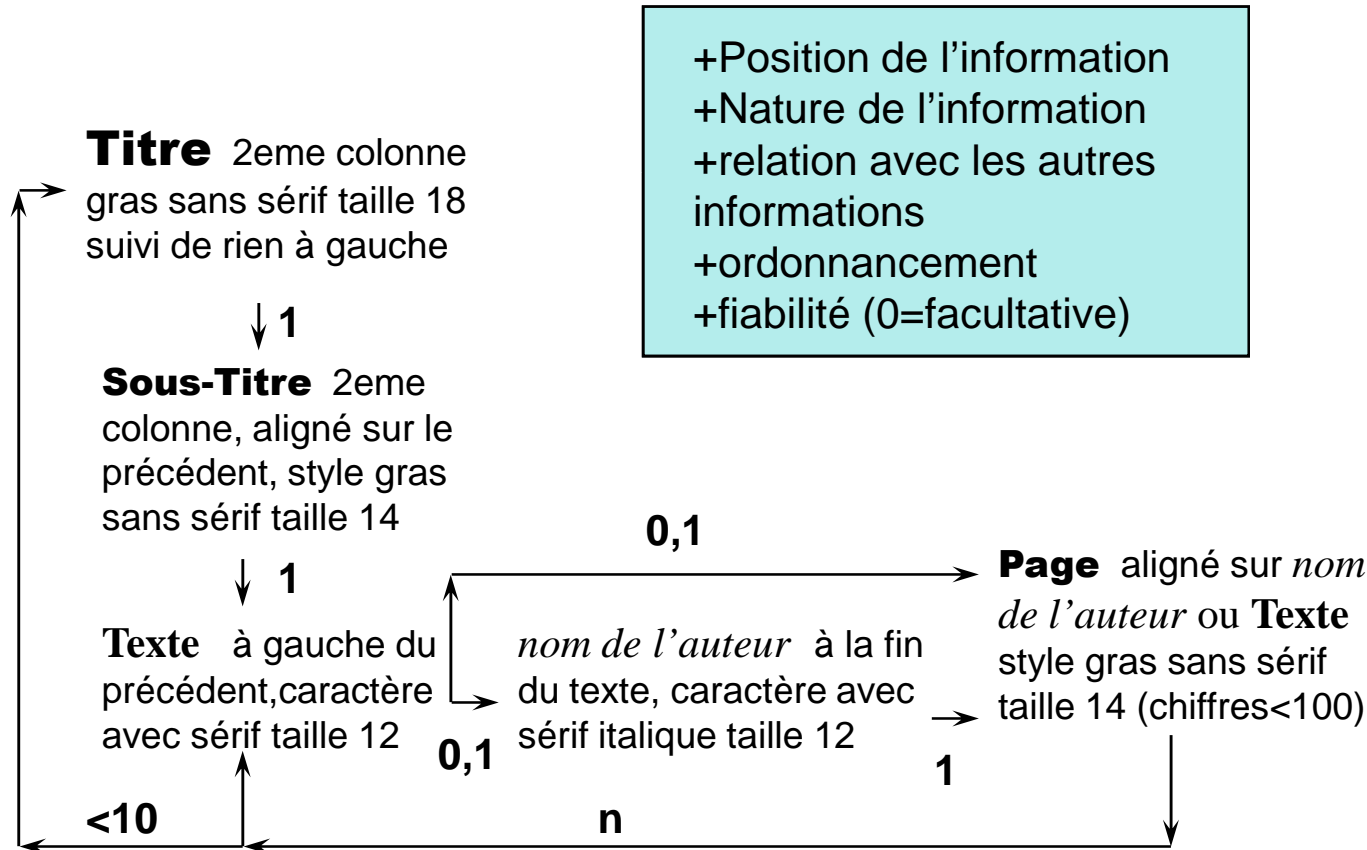 +Position de l’information
+Nature de l’information
+relation avec les autres
informations
+ordonnancement
+fiabilité (0=facultative)
Titre 2eme colonne
gras sans sérif taille 18
suivi de rien à gauche
1
Sous-Titre 2eme
colonne, aligné sur le
précédent, style gras
sans sérif taille 14
1
Texte à gauche du
précédent,caractère
avec sérif taille 12
0,1
0,1
nom de l’auteur à la fin
du texte, caractère avec
sérif italique taille 12
1
Page aligné sur nom
de l’auteur ou Texte
style gras sans sérif
taille 14 (chiffres<100)
<10
n